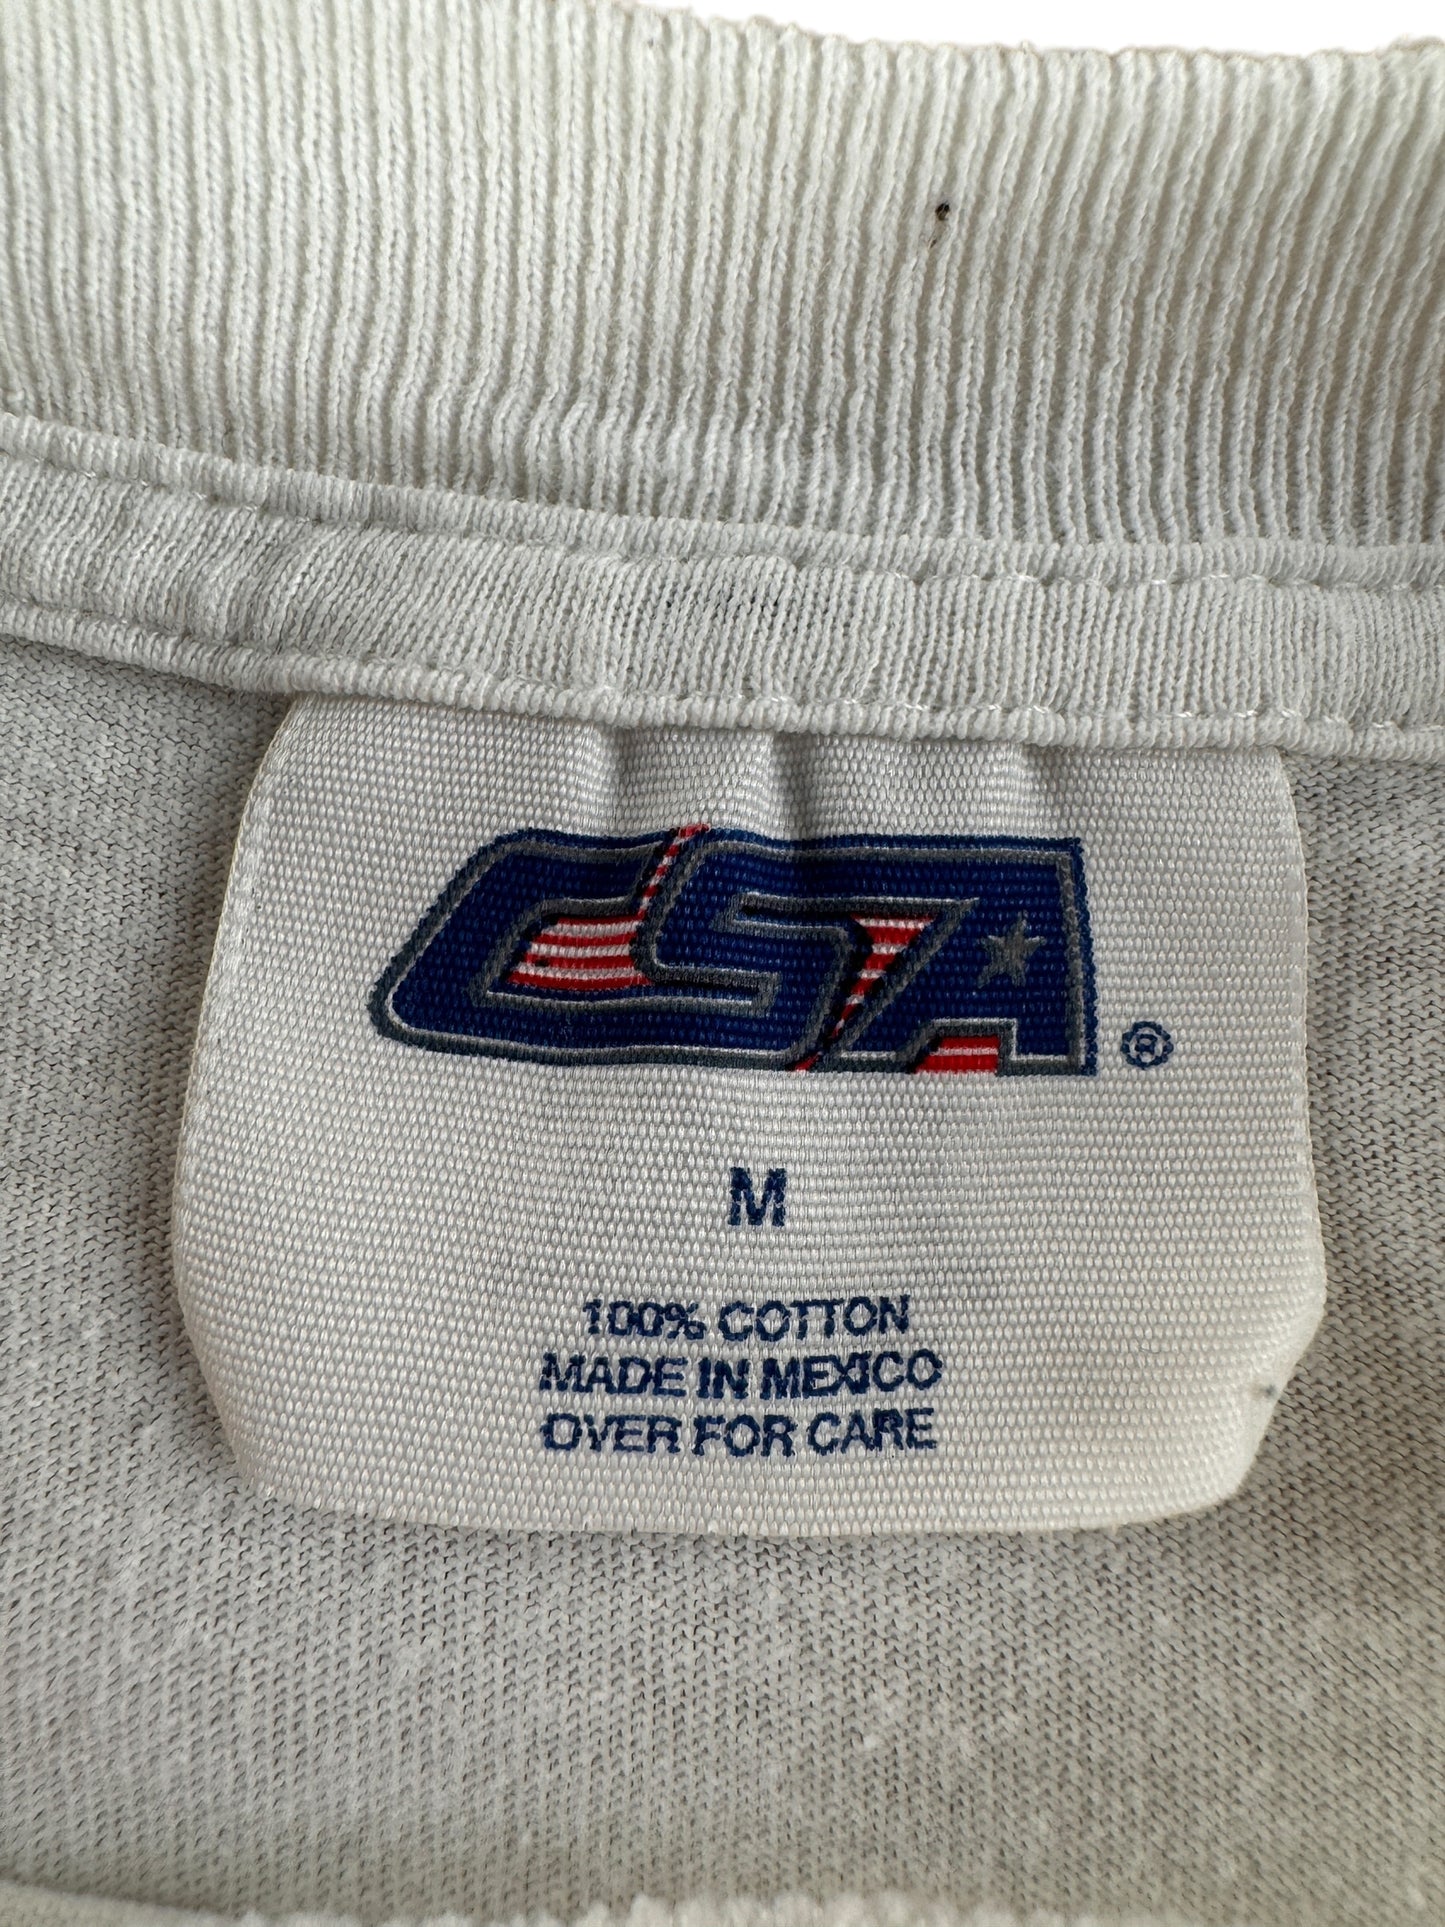 CSA ®
M
100% COTTON
MADE IN MEXICO
OVER FOR CARE